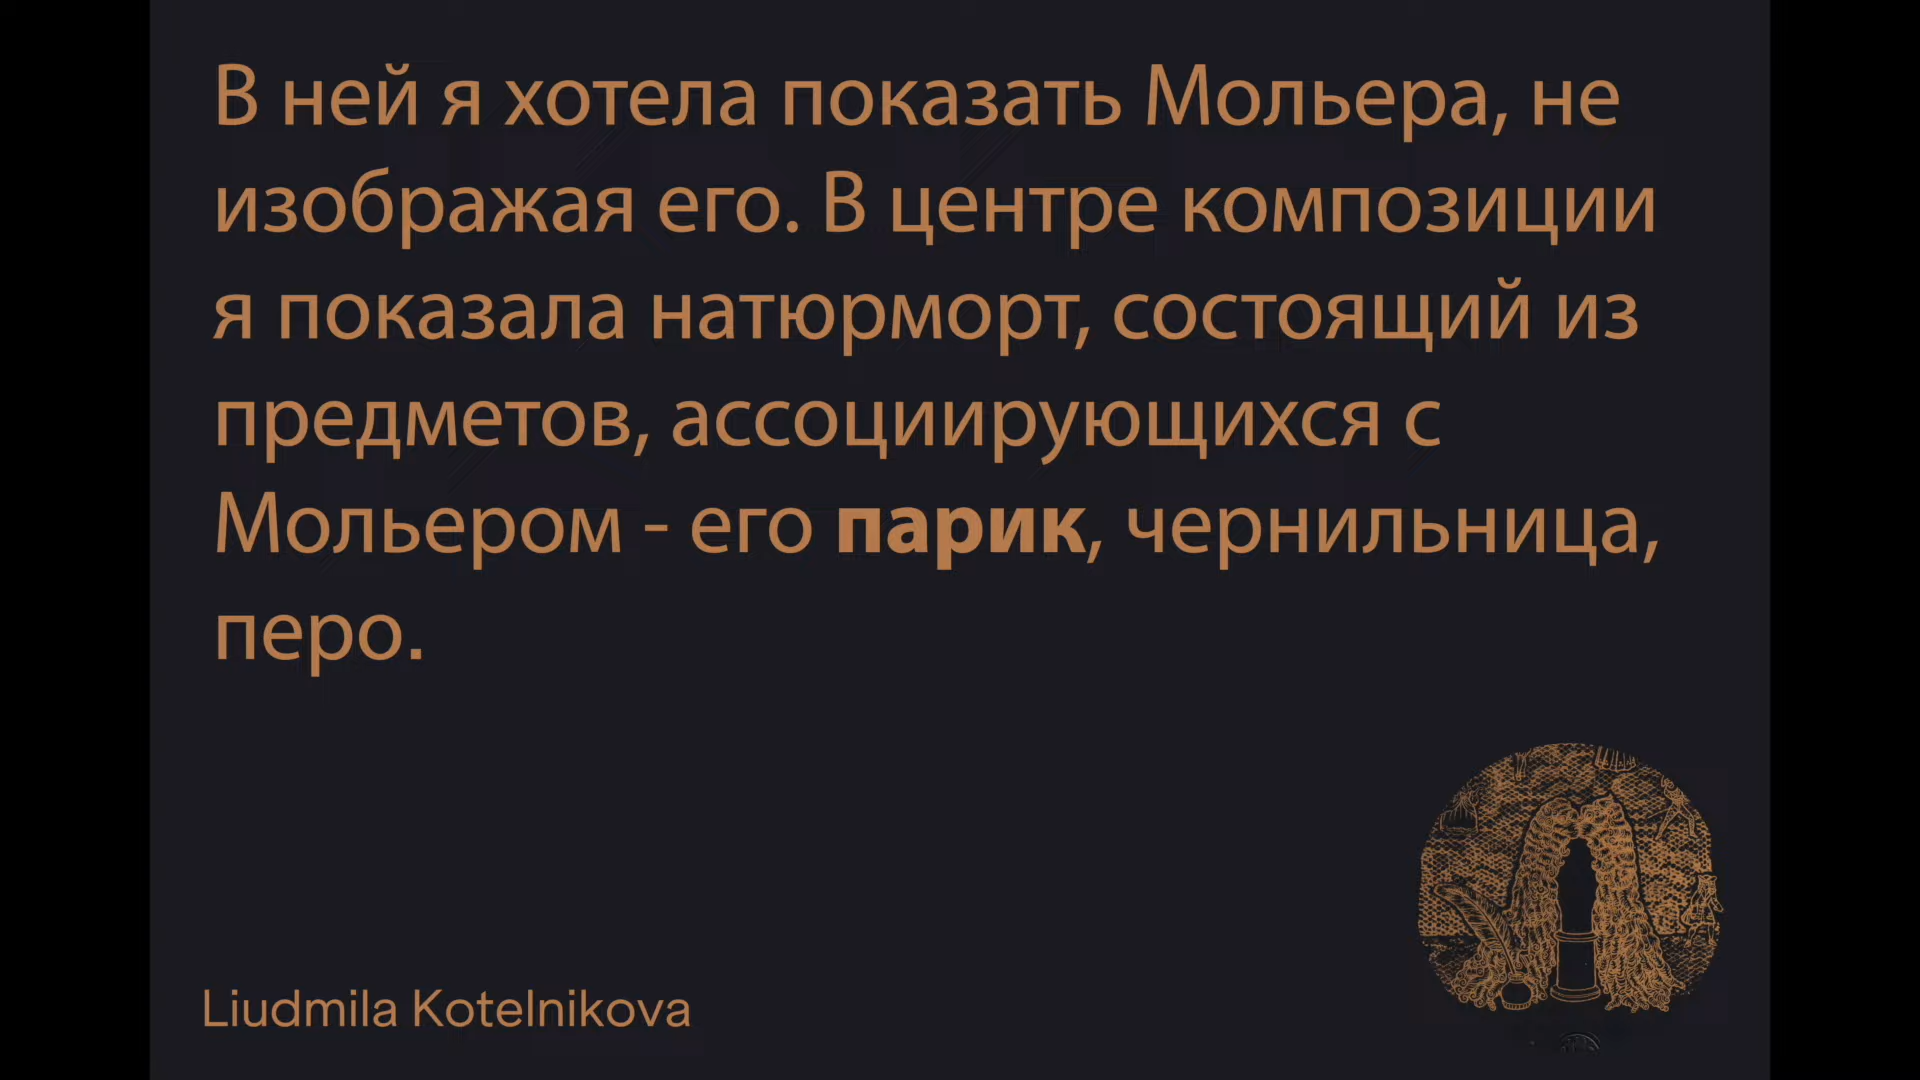 В ней я хотела показать Мольера, не
изображая его. В центре композиции
я показала натюрморт, состоящий из
предметов, ассоциирующихся с
Мольером - его парик, чернильница,
перо.
Liudmila Kotelnikova